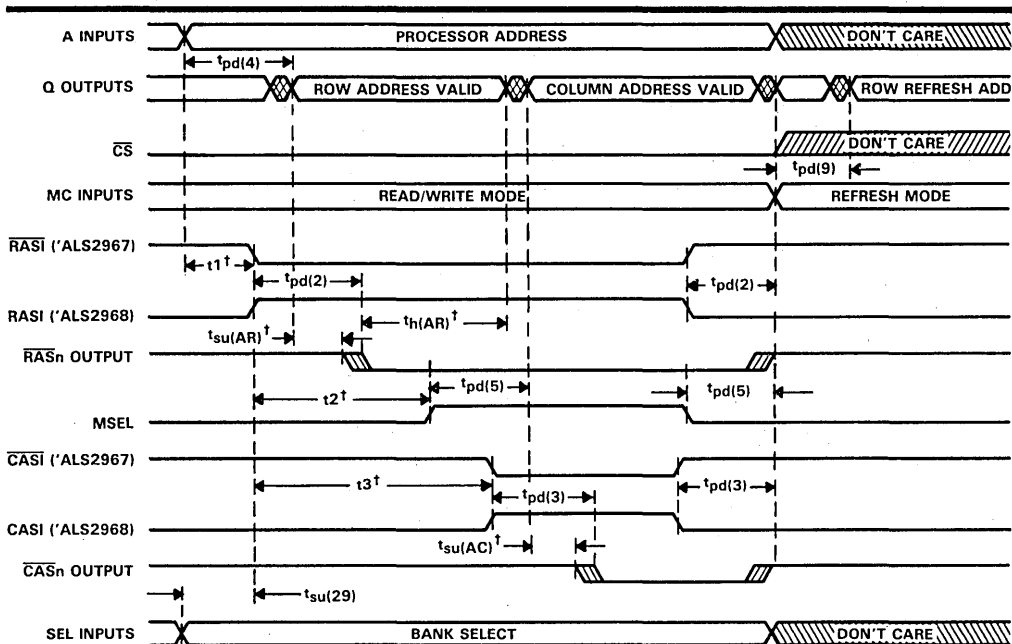 A INPUTS PROCESSOR ADDRESS DON'T CARE
tpd(4)
Q OUTPUTS ROW ADDRESS VALID COLUMN ADDRESS VALID ROW REFRESH ADD
CS DON'T CARE
tpd(9)
MC INPUTS READ/WRITE MODE REFRESH MODE
RASI ('ALS2967)
t1†
tpd(2) tpd(2)
RASI ('ALS2968)
tsu(AR)† th(AR)†
RASn OUTPUT
t2† tpd(5) tpd(5)
MSEL
CASI ('ALS2967)
t3† tpd(3) tpd(3)
CASI ('ALS2968)
tsu(AC)†
CASn OUTPUT
tsu(29)
SEL INPUTS BANK SELECT DON'T CARE